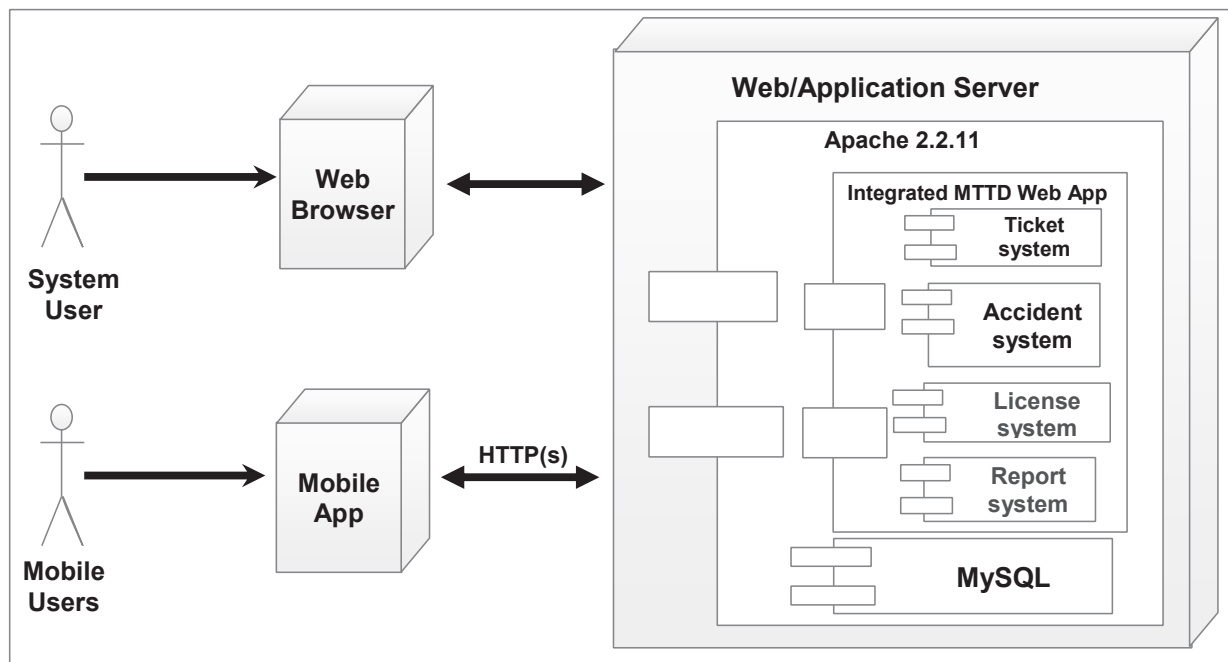 Web/Application Server
Apache 2.2.11
Integrated MTTD Web App
Ticket
system
Accident
system
License
system
Report
system
MySQL
Web
Browser
System
User
HTTP(s)
Mobile
App
Mobile
Users